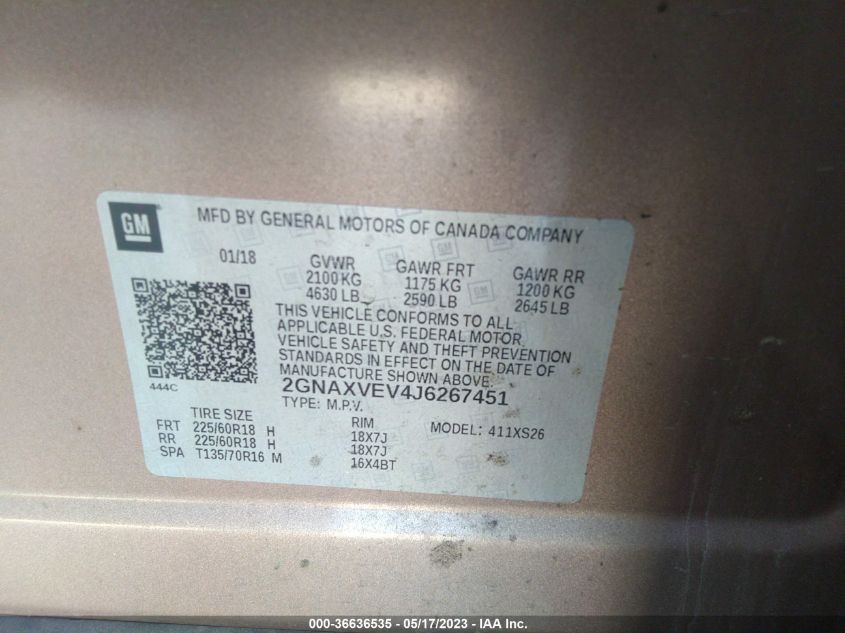 GM
MFD BY GENERAL MOTORS OF CANADA COMPANY
01/18
GVWR GAWR FRT GAWR RR
2100 KG 1175 KG 1200 KG
4630 LB 2590 LB 2645 LB
THIS VEHICLE CONFORMS TO ALL
APPLICABLE U.S. FEDERAL MOTOR
VEHICLE SAFETY AND THEFT PREVENTION
STANDARDS IN EFFECT ON THE DATE OF
MANUFACTURE SHOWN ABOVE.
444C
2GNAXVEV4J6267451
TYPE: M.P.V.
TIRE SIZE RIM MODEL: 411XS26
FRT 225/60R18 H 18X7J
RR 225/60R18 H 18X7J
SPA T135/70R16 M 16X4BT
000-36636535 - 05/17/2023 - IAA Inc.